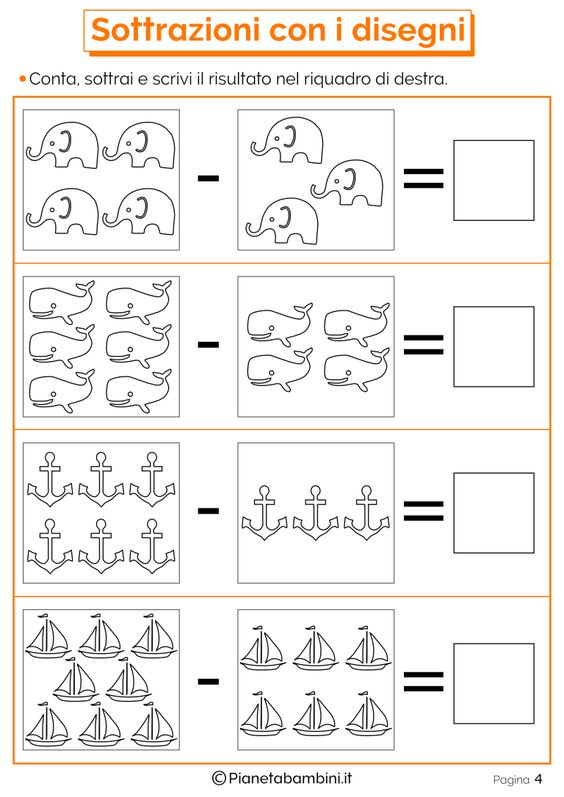 Sottrazioni con i disegni
•Conta, sottrai e scrivi il risultato nel riquadro di destra.
- =
- =
- =
- =
©Pianetabambini.it
Pagina 4